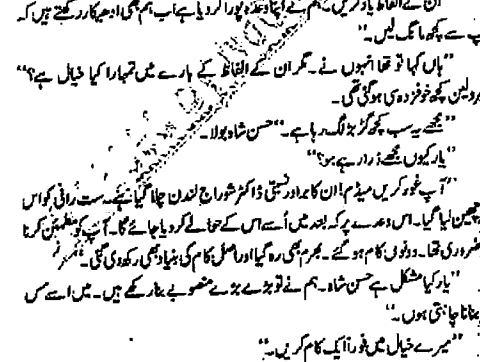 ان کے الفاظ یاد کریں۔ ہم نے اپنا وعدہ پورا کر دیا ہے اب ہم بھی ادھیکار رکھتے ہیں کہ
پ سے کچھ مانگ لیں۔"
"ہاں کہا تو تھا انہوں نے۔ مگر ان کے الفاظ کے بارے میں تمہارا کیا خیال ہے؟"
رولین کچھ خوفزدہ سی ہو گئی تھی۔
"مجھے یہ سب کچھ گڑبڑ لگ رہا ہے۔" حسن شاہ بولا۔
"یار کیوں مجھے ڈرا رہے ہو؟"
"آپ غور کریں میڈم! ان کا برادر نسبتی ڈاکٹر شوراج لندن چلا گیا ہے۔ ست رانی کو اس
چھین لیا گیا۔ اس وعدے پر کہ بعد میں اُسے اس کے حوالے کر دیا جائے گا۔ آپ کو مطمئن کرنا
ضروری تھا۔ دونوں کام ہو گئے۔ بھرم بھی رہ گیا اور اصل کام کی بنیاد بھی رکھ دی گئی۔"
"یار کیا مشکل ہے حسن شاہ۔ ہم نے تو بڑے بڑے منصوبے بنا رکھے ہیں۔ میں اسے مس
بنانا چاہتی ہوں۔"
"میرے خیال میں فوراً ایک کام کریں۔"